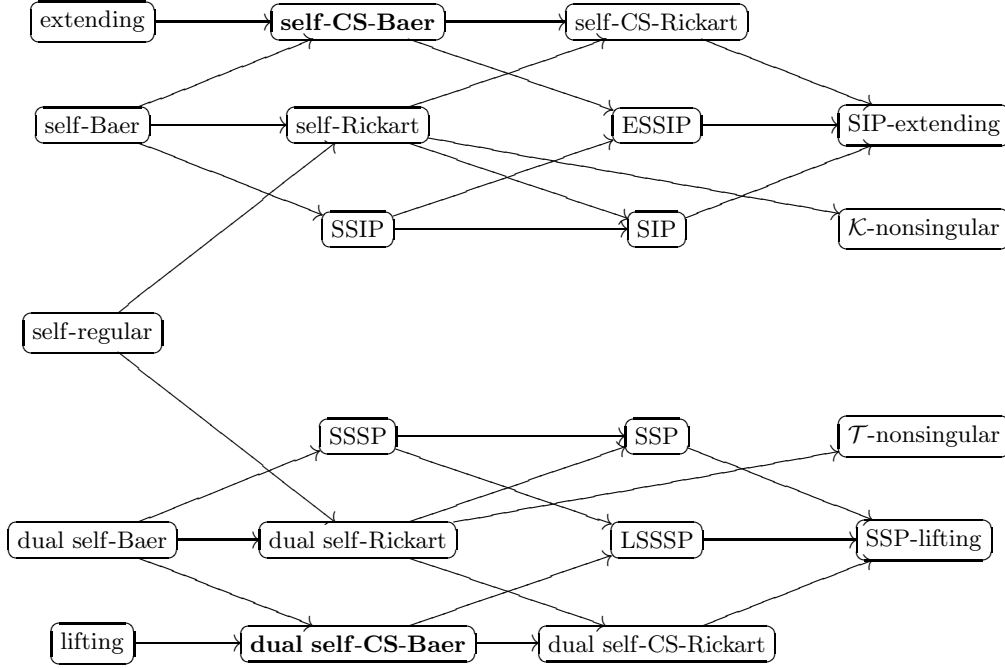 extending self-CS-Baer self-CS-Rickart
self-Baer self-Rickart ESSIP SIP-extending
SSIP SIP 𝒦-nonsingular
self-regular
SSSP SSP 𝒯-nonsingular
dual self-Baer dual self-Rickart LSSSP SSP-lifting
lifting dual self-CS-Baer dual self-CS-Rickart